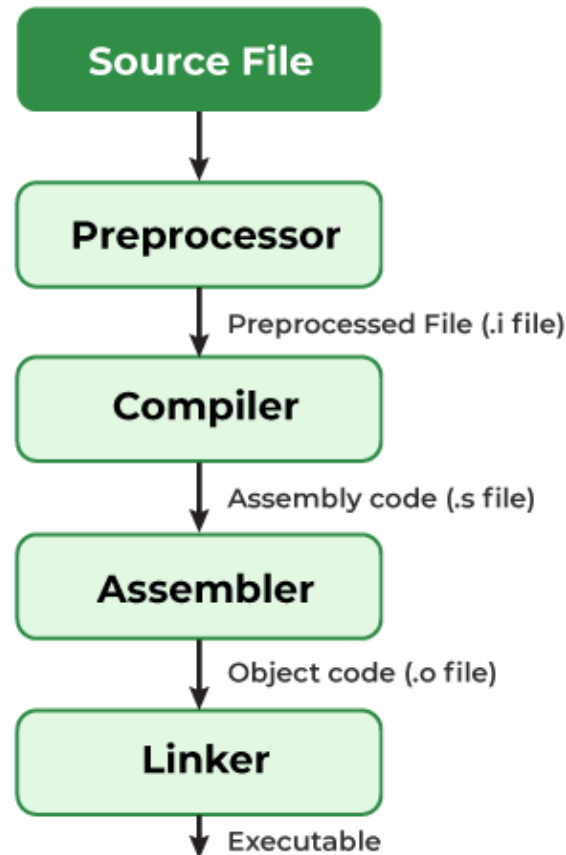 Source File
Preprocessor
Preprocessed File (.i file)
Compiler
Assembly code (.s file)
Assembler
Object code (.o file)
Linker
Executable